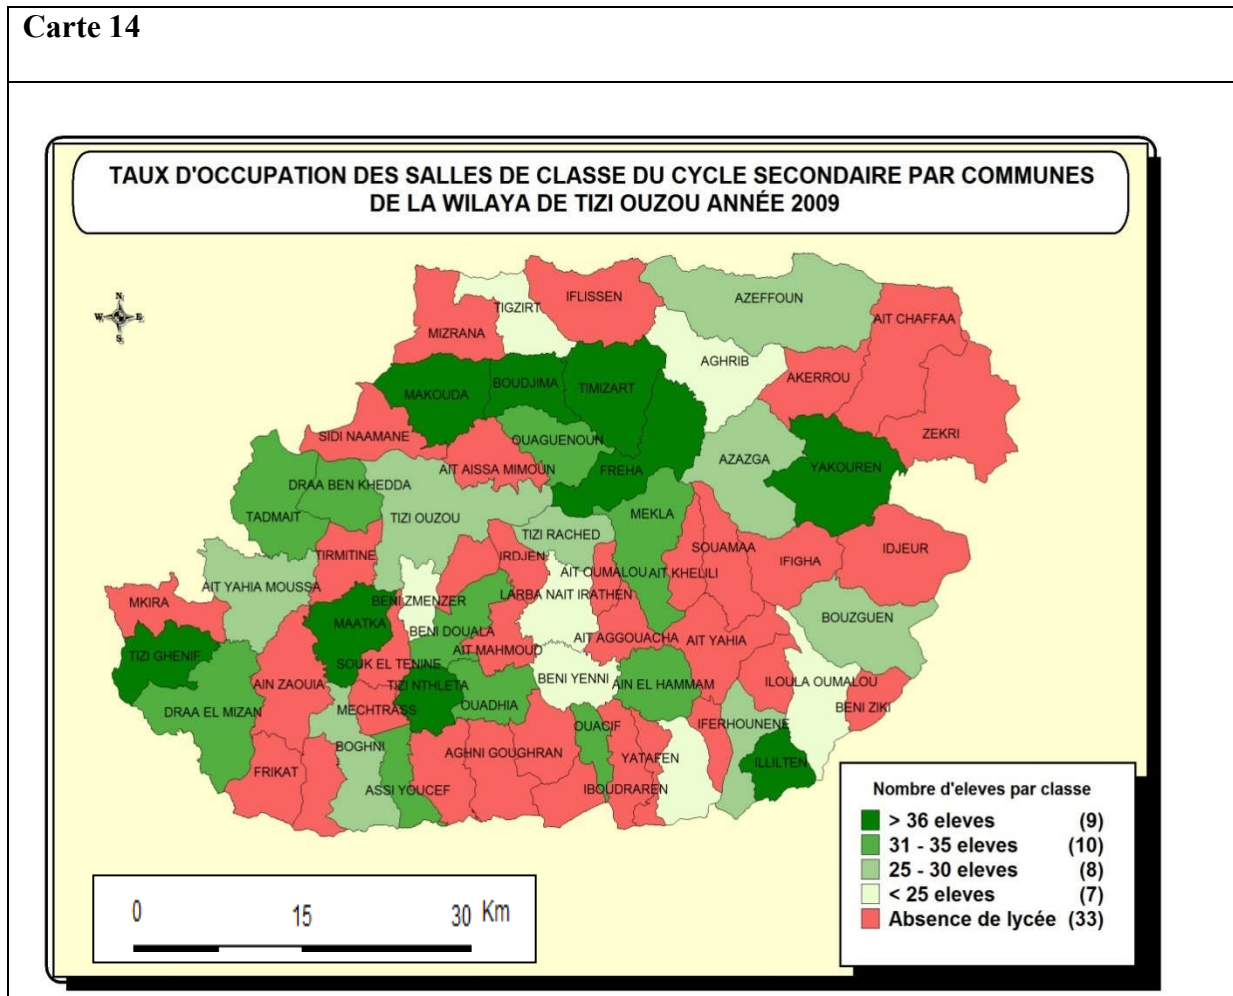 Carte 14
TAUX D'OCCUPATION DES SALLES DE CLASSE DU CYCLE SECONDAIRE PAR COMMUNES
DE LA WILAYA DE TIZI OUZOU ANNÉE 2009
N
W E
S
IFLISSEN
AZEFFOUN
TIGZIRT
AIT CHAFFAA
MIZRANA
AGHRIB
AKERROU
BOUDJIMA
TIMIZART
MAKOUDA
SIDI NAAMANE
OUAGUENOUN
ZEKRI
AIT AISSA MIMOUN
FREHA
AZAZGA
YAKOUREN
DRAA BEN KHEDDA
TADMAIT
TIZI OUZOU
MEKLA
TIZI RACHED
SOUAMAA
IDJEUR
TIRMITINE
IRDJEN
IFIGHA
AIT OUMALOU
AIT KHELILI
AIT YAHIA MOUSSA
MKIRA
BENI ZMENZER
LARBA NAIT IRATHEN
BOUZGUEN
MAATKA
BENI DOUALA
AIT AGGOUACHA
AIT YAHIA
TIZI GHENIF
AIT MAHMOUD
SOUK EL TENINE
BENI YENNI
AIN ZAOUIA
TIZI NTHLETA
AIN EL HAMMAM
ILOULA OUMALOU
DRAA EL MIZAN
MECHTRASS
OUADHIA
BENI ZIKI
OUACIF
IFERHOUNENE
BOGHNI
AGHNI GOUGHRAN
YATAFEN
ILLILTEN
FRIKAT
ASSI YOUCEF
IBOUDRAREN
Nombre d'eleves par classe
> 36 eleves (9)
31 - 35 eleves (10)
25 - 30 eleves (8)
< 25 eleves (7)
Absence de lycée (33)
0 15 30 Km